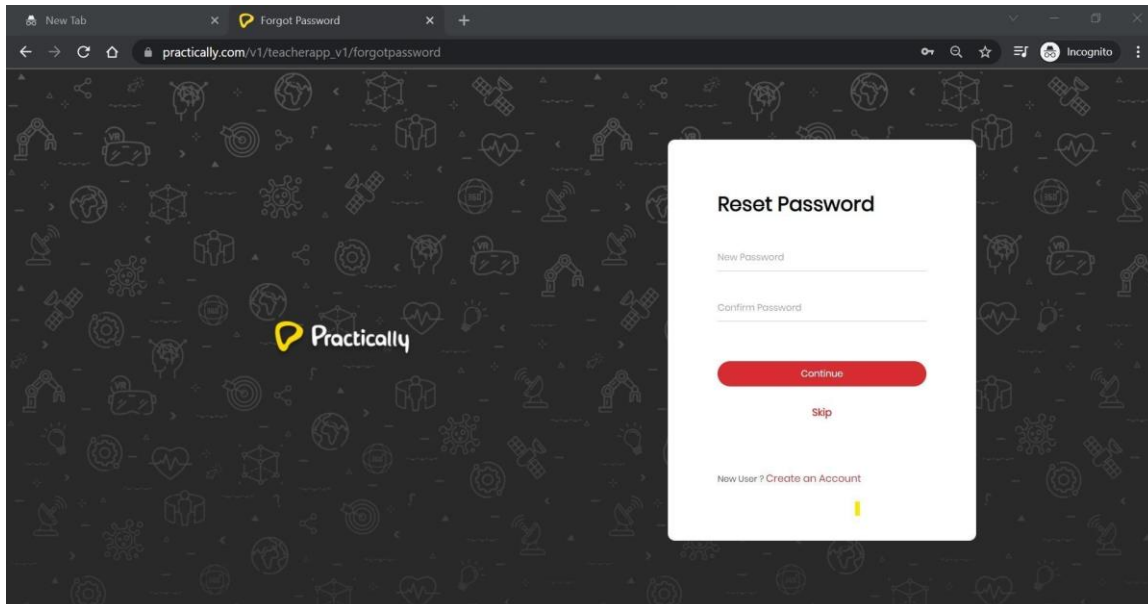 New Tab
Forgot Password
practically.com/v1/teacherapp_v1/forgotpassword
Incognito
Practically
Reset Password
New Password
Confirm Password
Continue
Skip
New User ? Create an Account